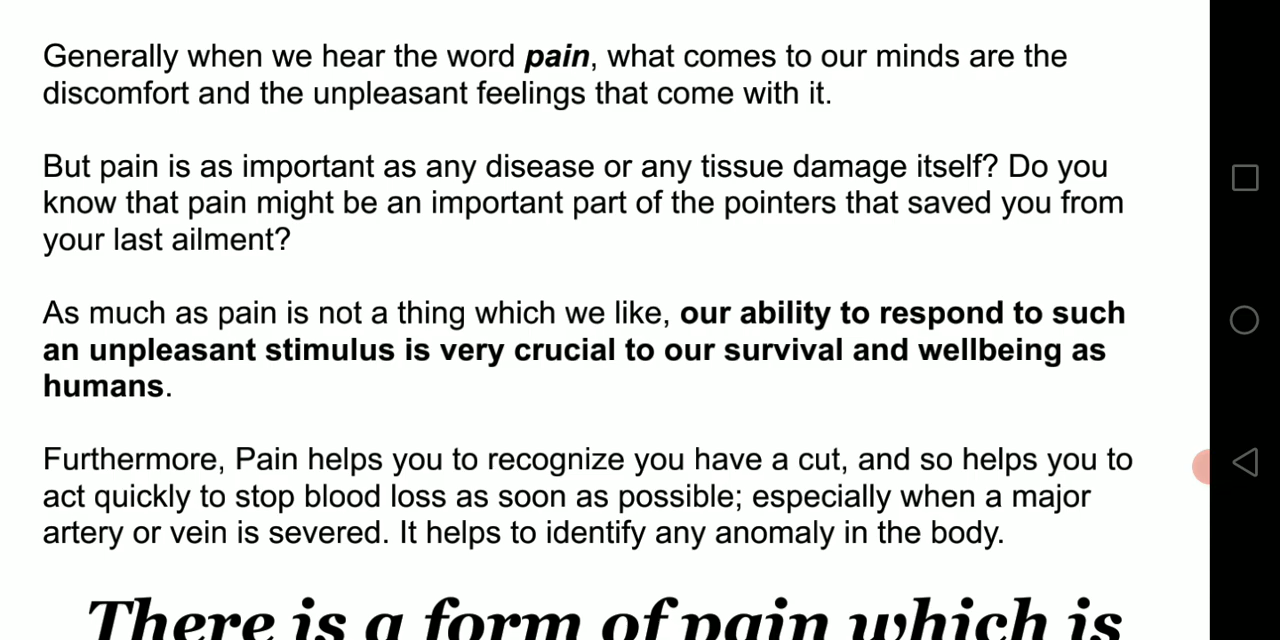 Generally when we hear the word pain, what comes to our minds are the
discomfort and the unpleasant feelings that come with it.
But pain is as important as any disease or any tissue damage itself? Do you
know that pain might be an important part of the pointers that saved you from
your last ailment?
As much as pain is not a thing which we like, our ability to respond to such
an unpleasant stimulus is very crucial to our survival and wellbeing as
humans.
Furthermore, Pain helps you to recognize you have a cut, and so helps you to
act quickly to stop blood loss as soon as possible; especially when a major
artery or vein is severed. It helps to identify any anomaly in the body.
There is a form of pain which is